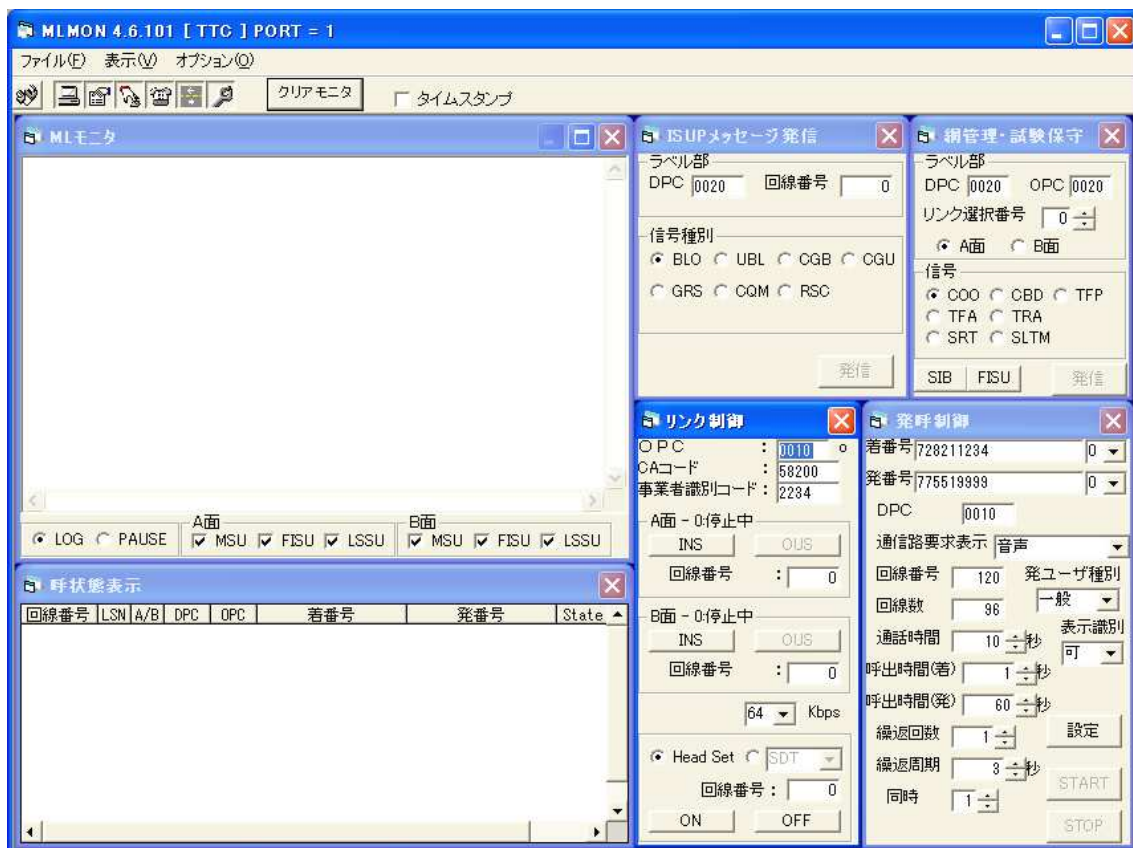 MLMON 4.6.101 [ TTC ] PORT = 1
ファイル(F) 表示(V) オプション(O)
クリアモニタ タイムスタンプ
MLモニタ
LOG PAUSE
A面
MSU FISU LSSU
B面
MSU FISU LSSU
呼状態表示
回線番号 LSN A/B DPC OPC 着番号 発番号 State
ISUPメッセージ発信
ラベル部
DPC 0020 回線番号 0
信号種別
BLO UBL CGB CGU
GRS CQM RSC
発信
網管理・試験保守
ラベル部
DPC 0020 OPC 0020
リンク選択番号 0
A面 B面
信号
COO CBD TFP
TFA TRA
SRT SLTM
SIB FISU 発信
リンク制御
OPC : 0010
CAコード : 58200
事業者識別コード : 2234
A面 - 0:停止中
INS OUS
回線番号 : 0
B面 - 0:停止中
INS OUS
回線番号 : 0
64 Kbps
Head Set SDT
回線番号 : 0
ON OFF
発呼制御
着番号 728211234 0
発番号 775519999 0
DPC 0010
通信路要求表示 音声
回線番号 120 発ユーザ種別
回線数 96 一般
表示識別
通話時間 10 秒 可
呼出時間(着) 1 秒
呼出時間(発) 60 秒
繰返回数 1 設定
繰返周期 3 秒
START
同時 1
STOP